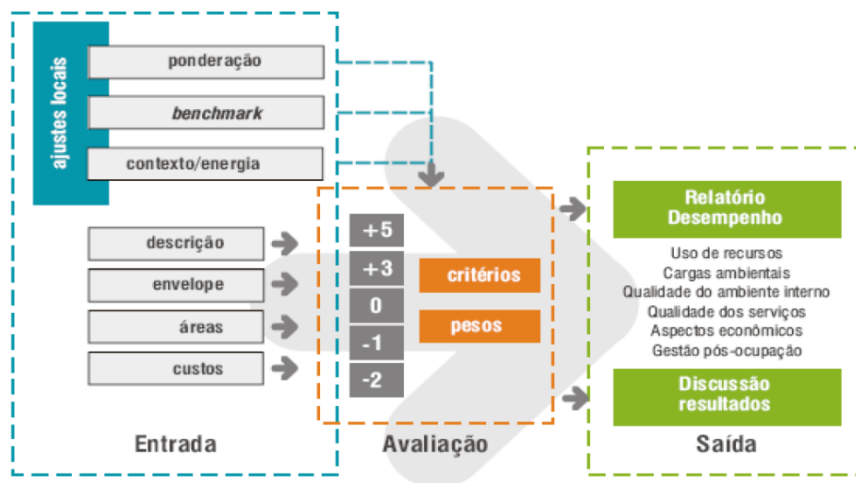 ajustes locais
ponderação
benchmark
contexto/energia
descrição
envelope
áreas
custos
Entrada
+5
+3
0
-1
-2
critérios
pesos
Avaliação
Relatório
Desempenho
Uso de recursos
Cargas ambientais
Qualidade do ambiente interno
Qualidade dos serviços
Aspectos econômicos
Gestão pós-ocupação
Discussão
resultados
Saída